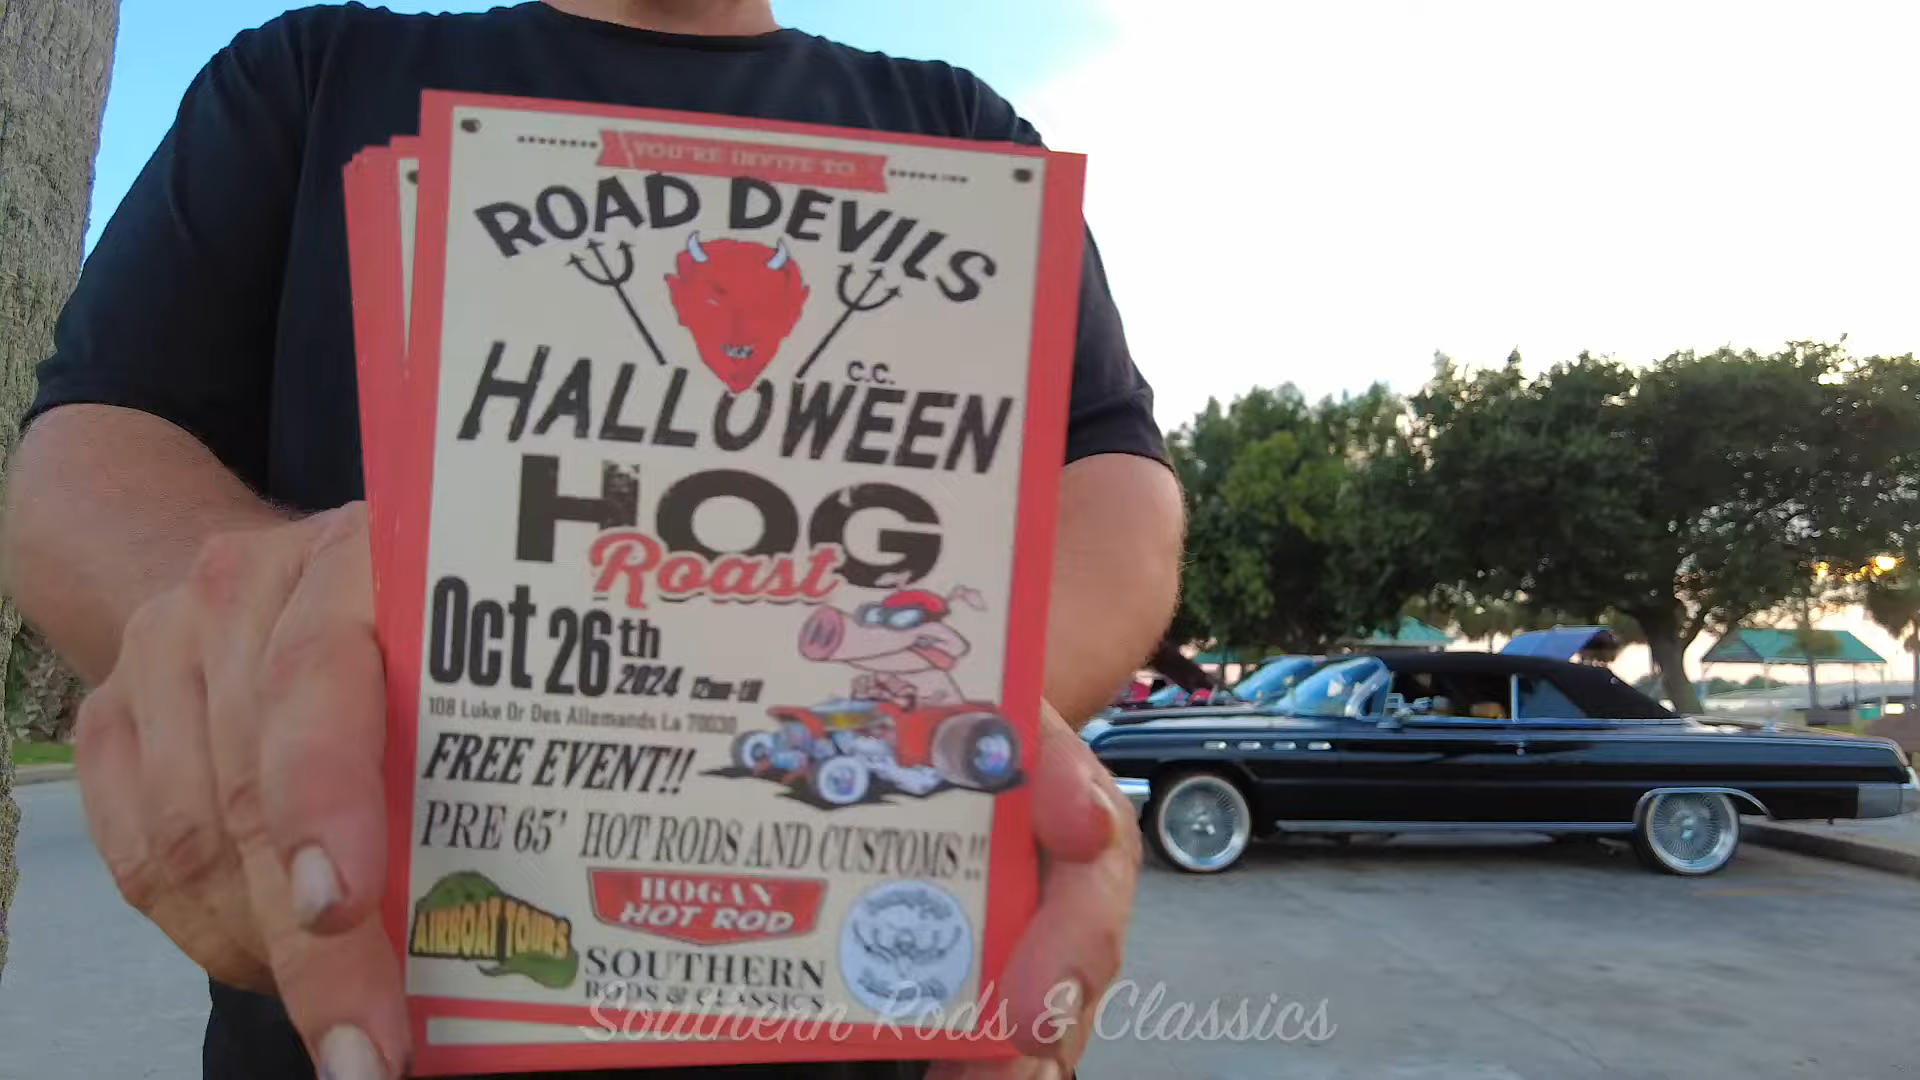 YOU'RE INVITE TO
ROAD DEVILS
C.C.
HALLOWEEN
HOG
Roast
Oct 26th
2024
108 Luke Dr Des Allemands La 70030
FREE EVENT!!
PRE 65' HOT RODS AND CUSTOMS!!
AIRBOAT TOURS
HOGAN
HOT ROD
SOUTHERN
RODS & CLASSICS
Southern Rods & Classics